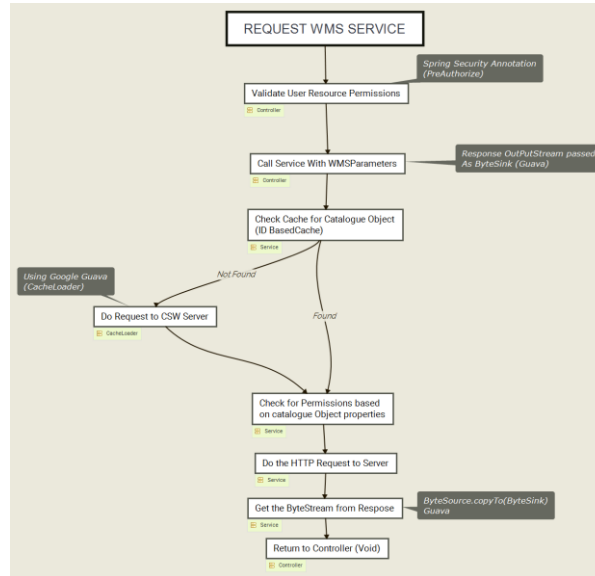 REQUEST WMS SERVICE
Spring Security Annotation
(PreAuthorize)
Validate User Resource Permissions
Controller
Response OutPutStream passed
As ByteSink (Guava)
Call Service With WMSParameters
Controller
Check Cache for Catalogue Object
(ID BasedCache)
Service
Not Found
Using Google Guava
(CacheLoader)
Do Request to CSW Server
CacheLoader
Found
Check for Permissions based
on catalogue Object properties
Service
Do the HTTP Request to Server
Service
ByteSource.copyTo(ByteSink)
Guava
Get the ByteStream from Respose
Service
Return to Controller (Void)
Controller